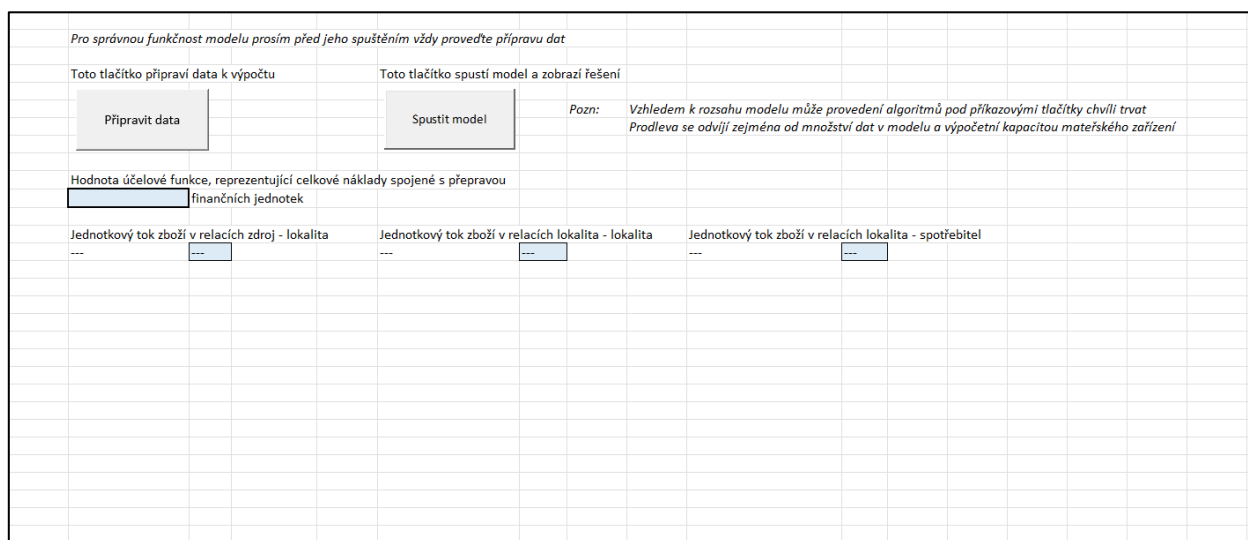 Pro správnou funkčnost modelu prosím před jeho spuštěním vždy proveďte přípravu dat
Toto tlačítko připraví data k výpočtu
Toto tlačítko spustí model a zobrazí řešení
Připravit data
Spustit model
Pozn: Vzhledem k rozsahu modelu může provedení algoritmů pod příkazovými tlačítky chvíli trvat
Prodleva se odvíjí zejména od množství dat v modelu a výpočetní kapacitou mateřského zařízení
Hodnota účelové funkce, reprezentující celkové náklady spojené s přepravou
finančních jednotek
Jednotkový tok zboží v relacích zdroj - lokalita
Jednotkový tok zboží v relacích lokalita - lokalita
Jednotkový tok zboží v relacích lokalita - spotřebitel
--- --- --- --- --- ---